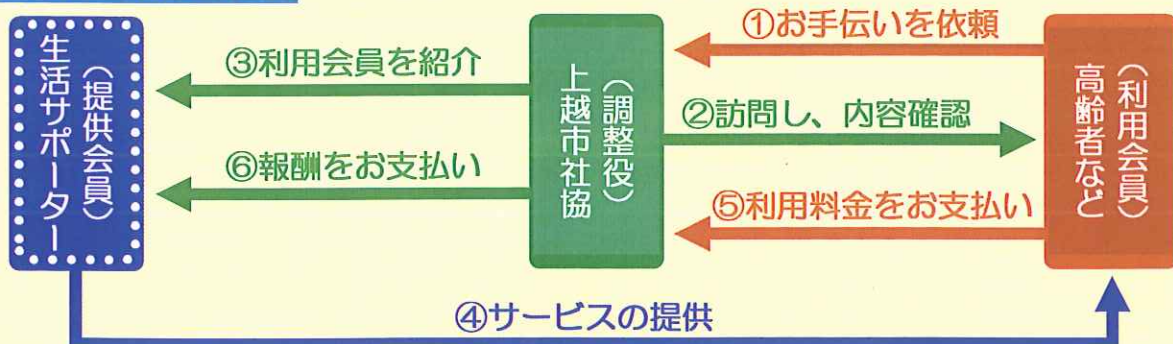 生活サポーター
（提供会員）
③利用会員を紹介
⑥報酬をお支払い
上越市社協
（調整役）
①お手伝いを依頼
②訪問し、内容確認
⑤利用料金をお支払い
高齢者など
（利用会員）
④サービスの提供